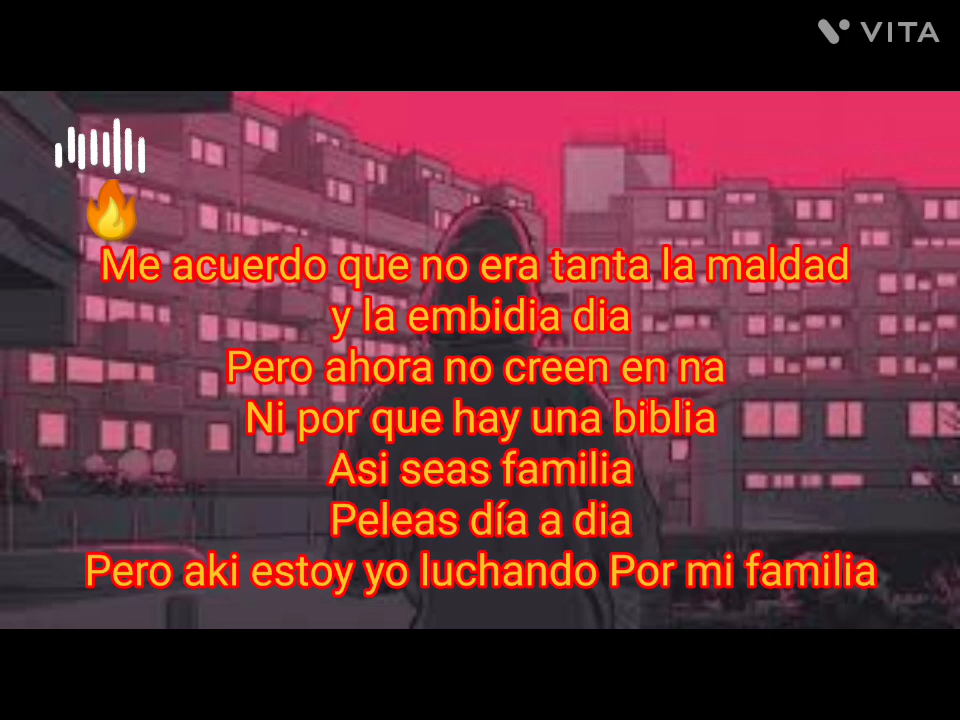 VITA
🔥
Me acuerdo que no era tanta la maldad
y la embidia dia
Pero ahora no creen en na
Ni por que hay una biblia
Asi seas familia
Peleas día a dia
Pero aki estoy yo luchando Por mi familia